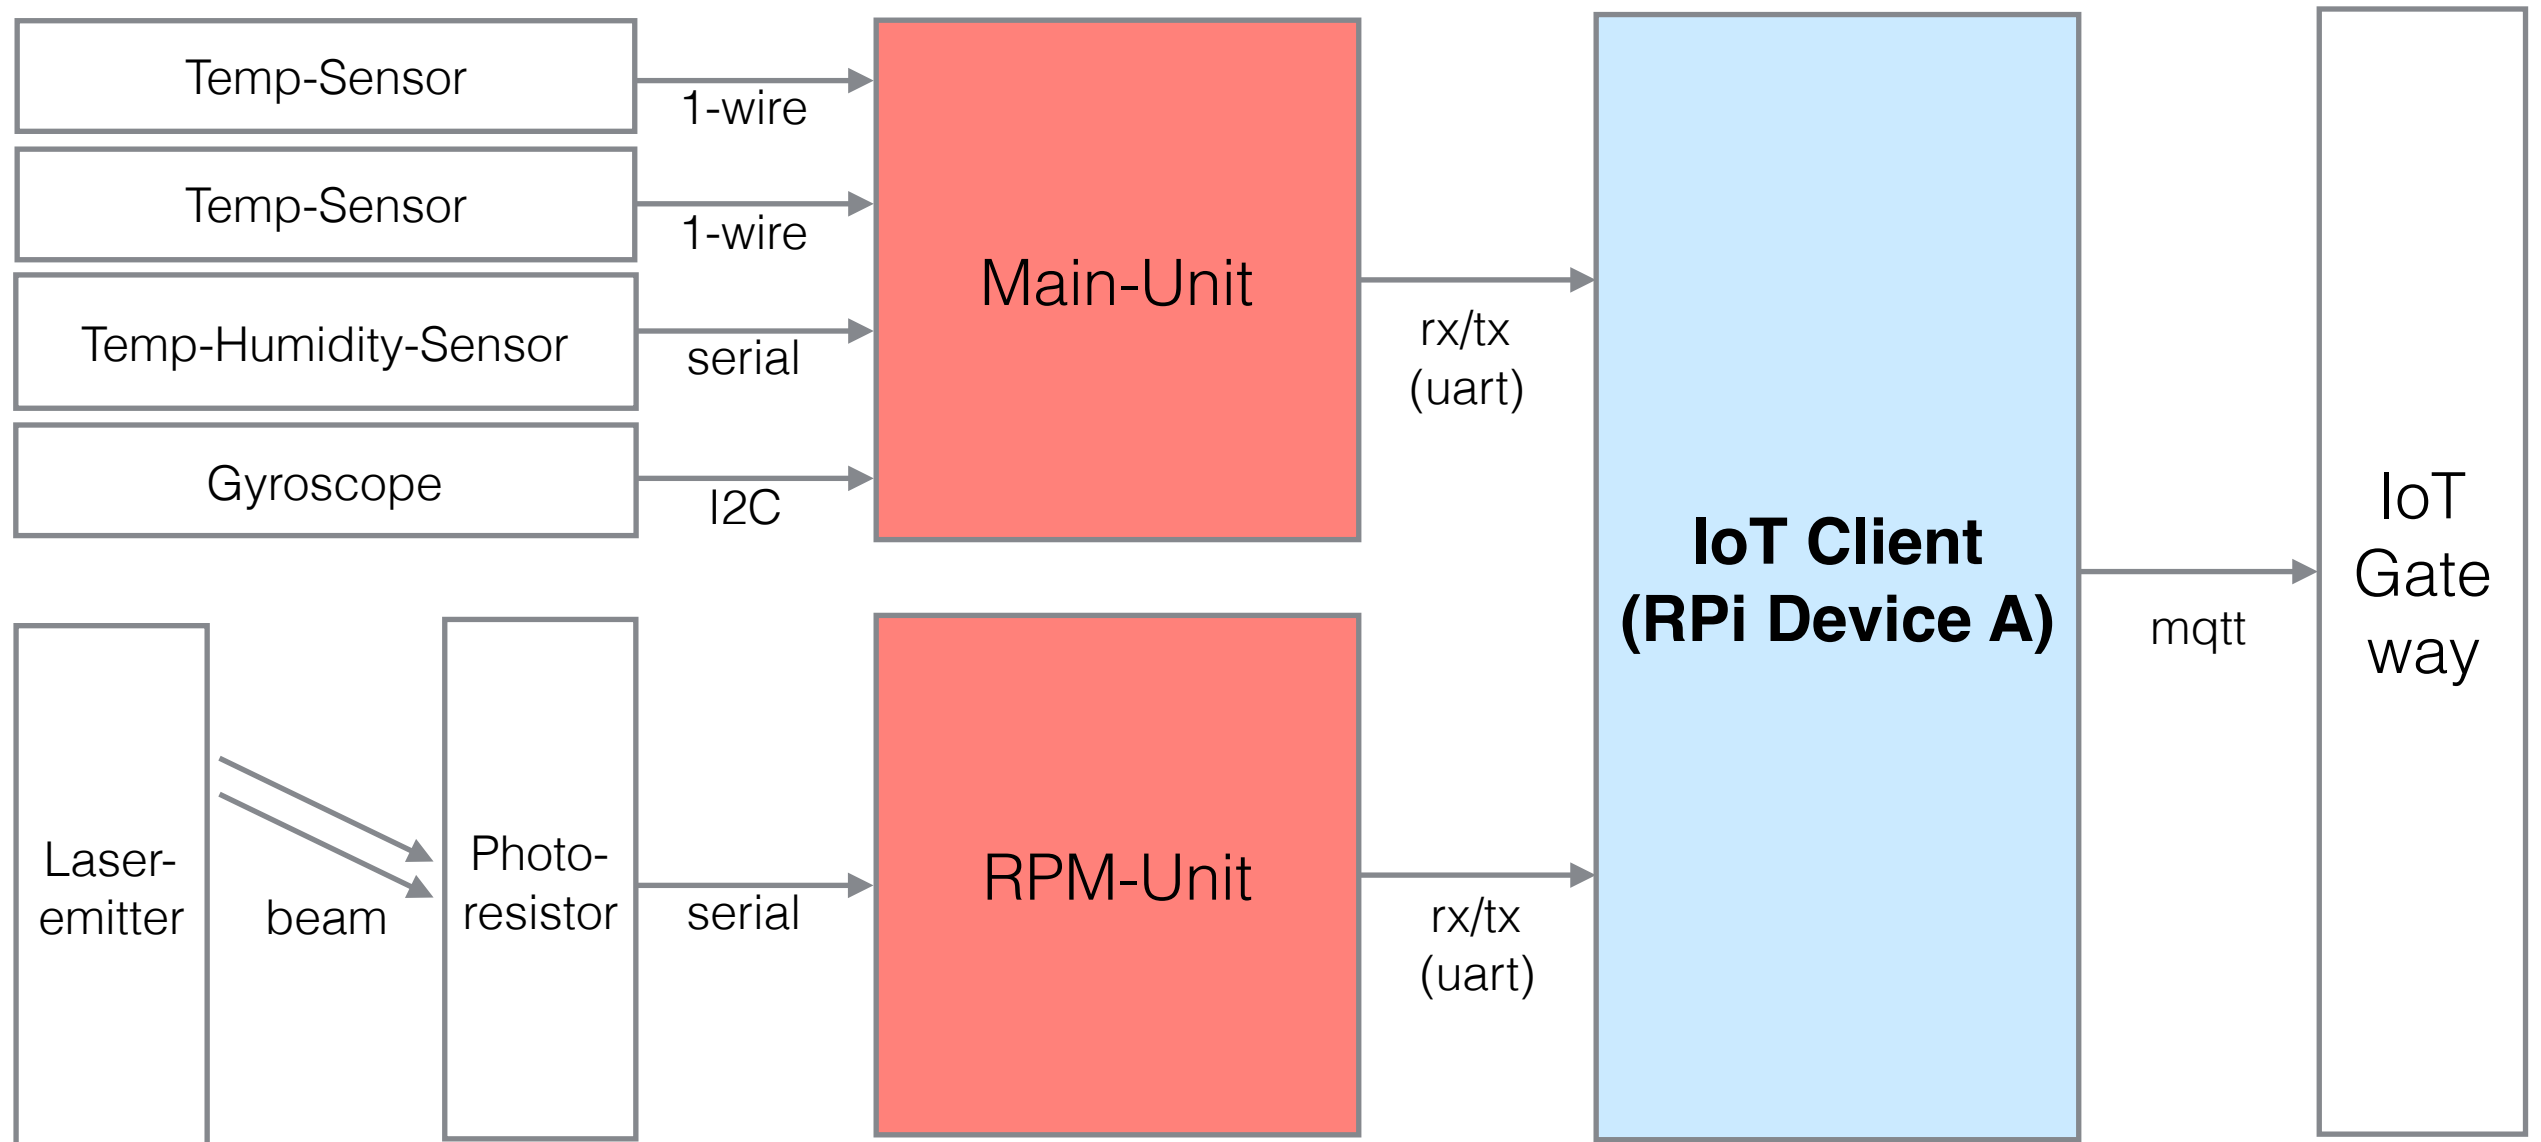 Temp-Sensor
1-wire
Temp-Sensor
1-wire
Temp-Humidity-Sensor
serial
Gyroscope
I2C
Main-Unit
rx/tx
(uart)
Laser-
emitter
beam
Photo-
resistor
serial
RPM-Unit
rx/tx
(uart)
IoT Client
(RPi Device A)
mqtt
IoT
Gate
way